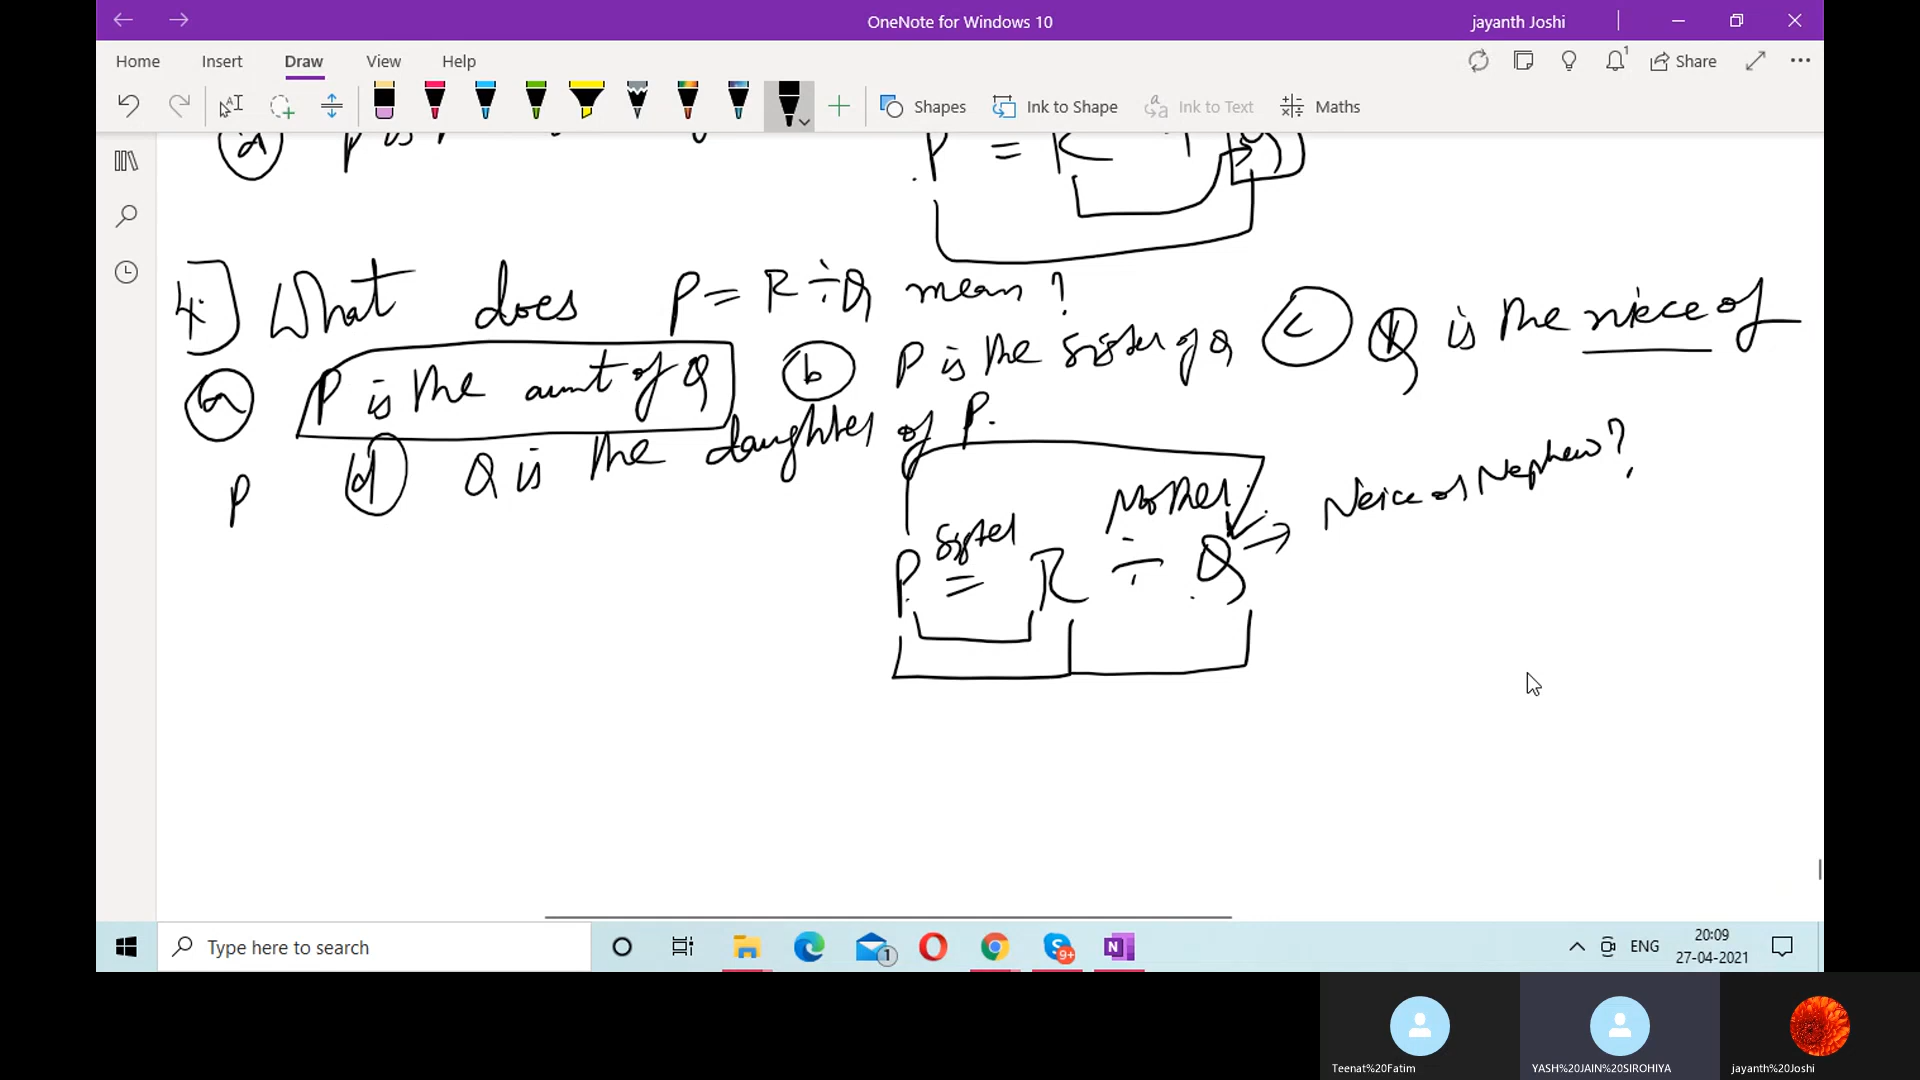 OneNote for Windows 10
jayanth Joshi
Home Insert Draw View Help
Share
Shapes Ink to Shape Ink to Text Maths
P = R
4.] What does P = R ÷ Q mean?
(a) P is the aunt of Q (b) P is the sister of Q (c) Q is the niece of
P (d) Q is the daughter of P.
Sister Mother Neice or Nephew?
P = R ÷ Q
Type here to search
1
9+
N
ENG
20:09
27-04-2021
Teenat%20Fatim YASH%20JAIN%20SIROHIYA jayanth%20Joshi